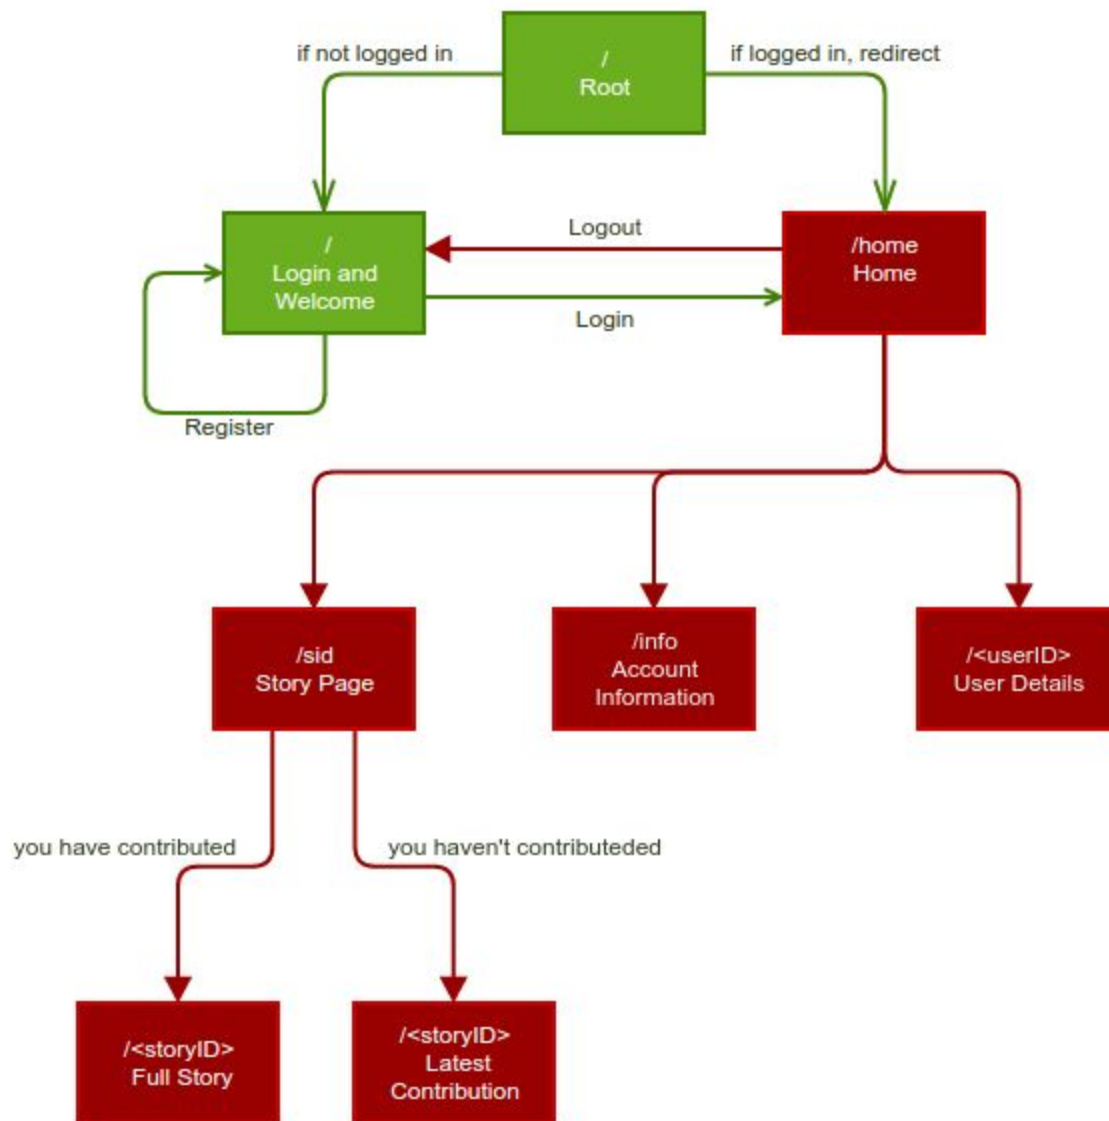 if not logged in
/
Root
if logged in, redirect
/
Login and
Welcome
Logout
/home
Home
Login
Register
/sid
Story Page
/info
Account
Information
/<userID>
User Details
you have contributed
you haven't contributeded
/<storyID>
Full Story
/<storyID>
Latest
Contribution